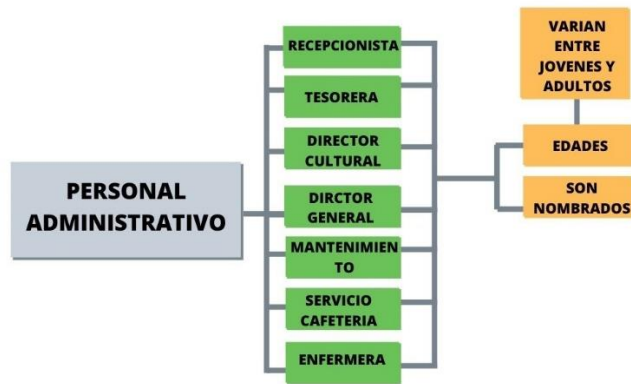 PERSONAL
ADMINISTRATIVO
RECEPCIONISTA
TESORERA
DIRECTOR
CULTURAL
DIRCTOR
GENERAL
MANTENIMIEN
TO
SERVICIO
CAFETERIA
ENFERMERA
VARIAN
ENTRE
JOVENES Y
ADULTOS
EDADES
SON
NOMBRADOS